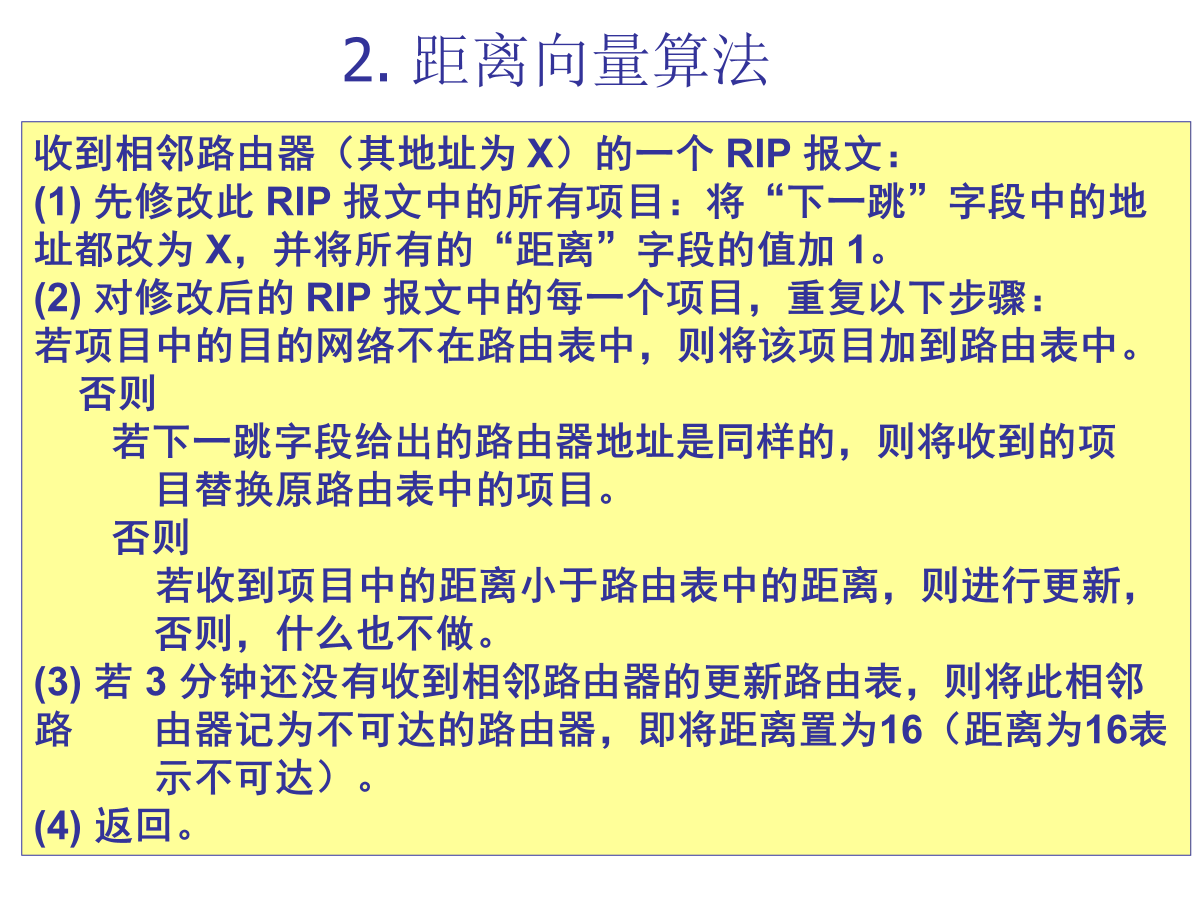 2. 距离向量算法
收到相邻路由器（其地址为 X）的一个 RIP 报文：
(1) 先修改此 RIP 报文中的所有项目：将“下一跳”字段中的地
址都改为 X，并将所有的“距离”字段的值加 1。
(2) 对修改后的 RIP 报文中的每一个项目，重复以下步骤：
若项目中的目的网络不在路由表中，则将该项目加到路由表中。
否则
若下一跳字段给出的路由器地址是同样的，则将收到的项
目替换原路由表中的项目。
否则
若收到项目中的距离小于路由表中的距离，则进行更新，
否则，什么也不做。
(3) 若 3 分钟还没有收到相邻路由器的更新路由表，则将此相邻
路 由器记为不可达的路由器，即将距离置为16（距离为16表
示不可达）。
(4) 返回。